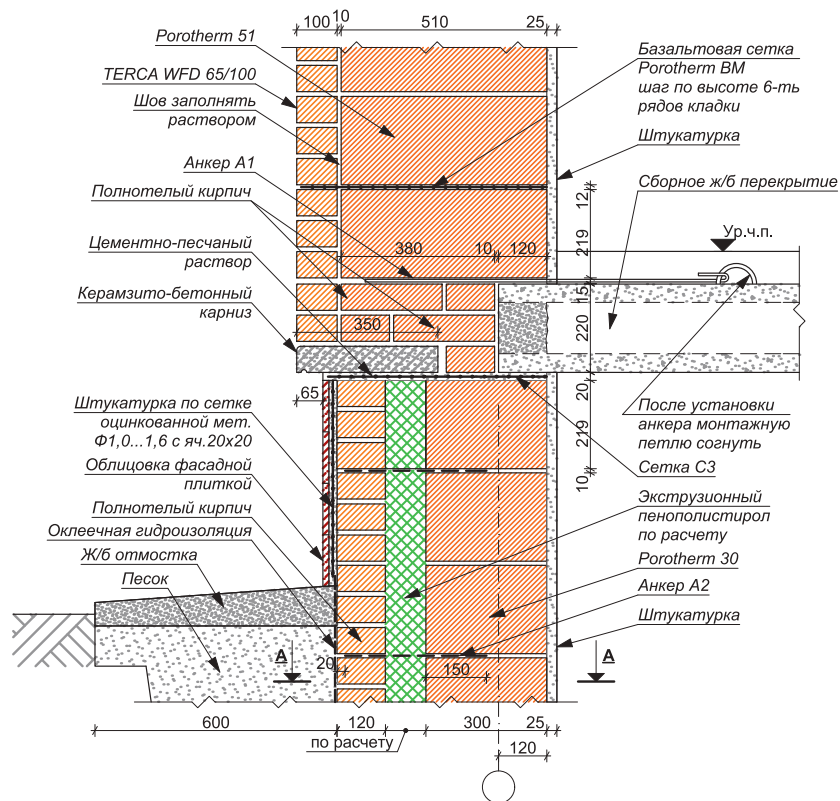 100
10
510
25
Porotherm 51
TERCA WFD 65/100
Шов заполнять
раствором
Анкер А1
Полнотелый кирпич
Цементно-песчаный
раствор
Керамзито-бетонный
карниз
Базальтовая сетка
Porotherm BM
шаг по высоте 6-ть
рядов кладки
Штукатурка
Сборное ж/б перекрытие
Ур.ч.п.
12
219
380
10
120
15
350
220
65
20
219
10
Штукатурка по сетке
оцинкованной мет.
Ф1,0...1,6 с яч.20х20
Облицовка фасадной
плиткой
Полнотелый кирпич
Оклеечная гидроизоляция
Ж/б отмостка
Песок
После установки
анкера монтажную
петлю согнуть
Сетка С3
Экструзионный
пенополистирол
по расчету
Porotherm 30
Анкер А2
Штукатурка
А
20
150
А
600
120
300
25
по расчету
120